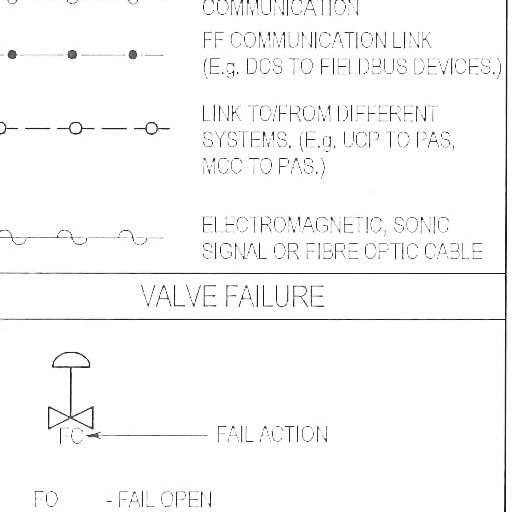 COMMUNICATION
FF COMMUNICATION LINK
(E.g. DCS TO FIELDBUS DEVICES.)
LINK TO/FROM DIFFERENT
SYSTEMS. (E.g. UCP TO PAS,
MCC TO PAS.)
ELECTROMAGNETIC, SONIC
SIGNAL OR FIBRE OPTIC CABLE
VALVE FAILURE
FO
FAIL ACTION
FO - FAIL OPEN